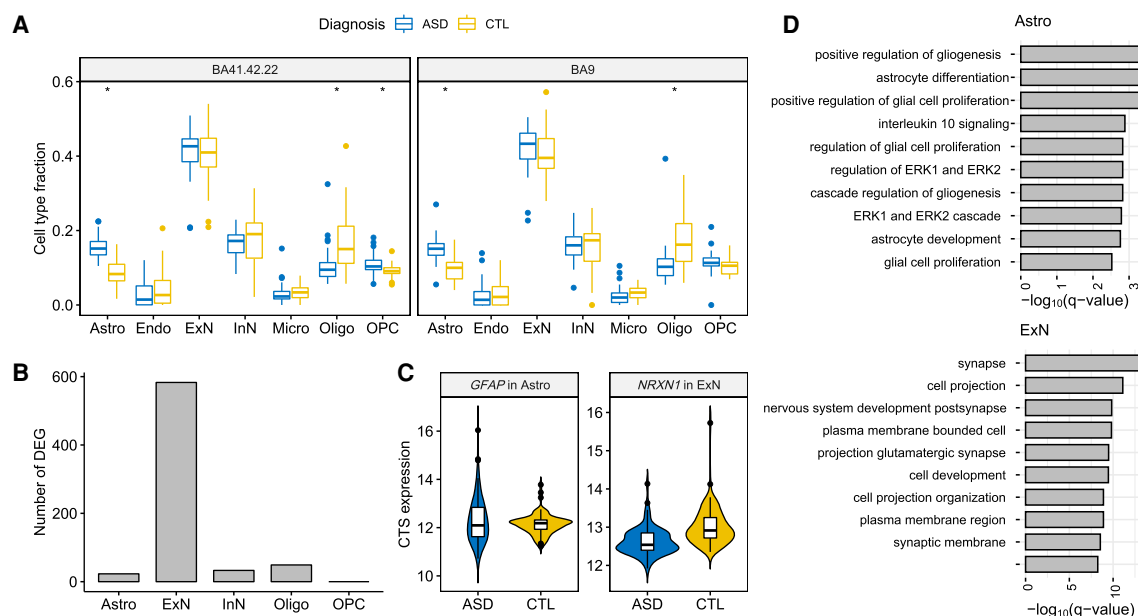 A
Diagnosis ASD CTL
BA41.42.22 BA9
* * * * *
Cell type fraction
0.6
0.4
0.2
0.0
Astro Endo ExN InN Micro Oligo OPC Astro Endo ExN InN Micro Oligo OPC
B
Number of DEG
600
400
200
0
Astro ExN InN Oligo OPC
C
GFAP in Astro NRXN1 in ExN
CTS expression
16
14
12
10
16
15
14
13
12
ASD CTL ASD CTL
D
Astro
positive regulation of gliogenesis
astrocyte differentiation
positive regulation of glial cell proliferation
interleukin 10 signaling
regulation of glial cell proliferation
regulation of ERK1 and ERK2
cascade regulation of gliogenesis
ERK1 and ERK2 cascade
astrocyte development
glial cell proliferation
0 1 2 3
−log10(q−value)
ExN
synapse
cell projection
nervous system development postsynapse
plasma membrane bounded cell
projection glutamatergic synapse
cell development
cell projection organization
plasma membrane region
synaptic membrane
0 5 10
−log10(q−value)